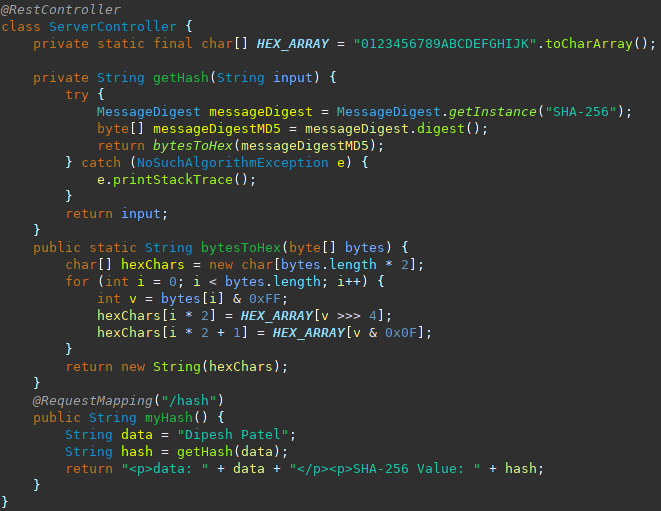 @RestController
class ServerController {
    private static final char[] HEX_ARRAY = "0123456789ABCDEFGHIJK".toCharArray();

    private String getHash(String input) {
        try {
            MessageDigest messageDigest = MessageDigest.getInstance("SHA-256");
            byte[] messageDigestMD5 = messageDigest.digest();
            return bytesToHex(messageDigestMD5);
        } catch (NoSuchAlgorithmException e) {
            e.printStackTrace();
        }
        return input;
    }
    public static String bytesToHex(byte[] bytes) {
        char[] hexChars = new char[bytes.length * 2];
        for (int i = 0; i < bytes.length; i++) {
            int v = bytes[i] & 0xFF;
            hexChars[i * 2] = HEX_ARRAY[v >>> 4];
            hexChars[i * 2 + 1] = HEX_ARRAY[v & 0x0F];
        }
        return new String(hexChars);
    }
    @RequestMapping("/hash")
    public String myHash() {
        String data = "Dipesh Patel";
        String hash = getHash(data);
        return "<p>data: " + data + "</p><p>SHA-256 Value: " + hash;
    }
}